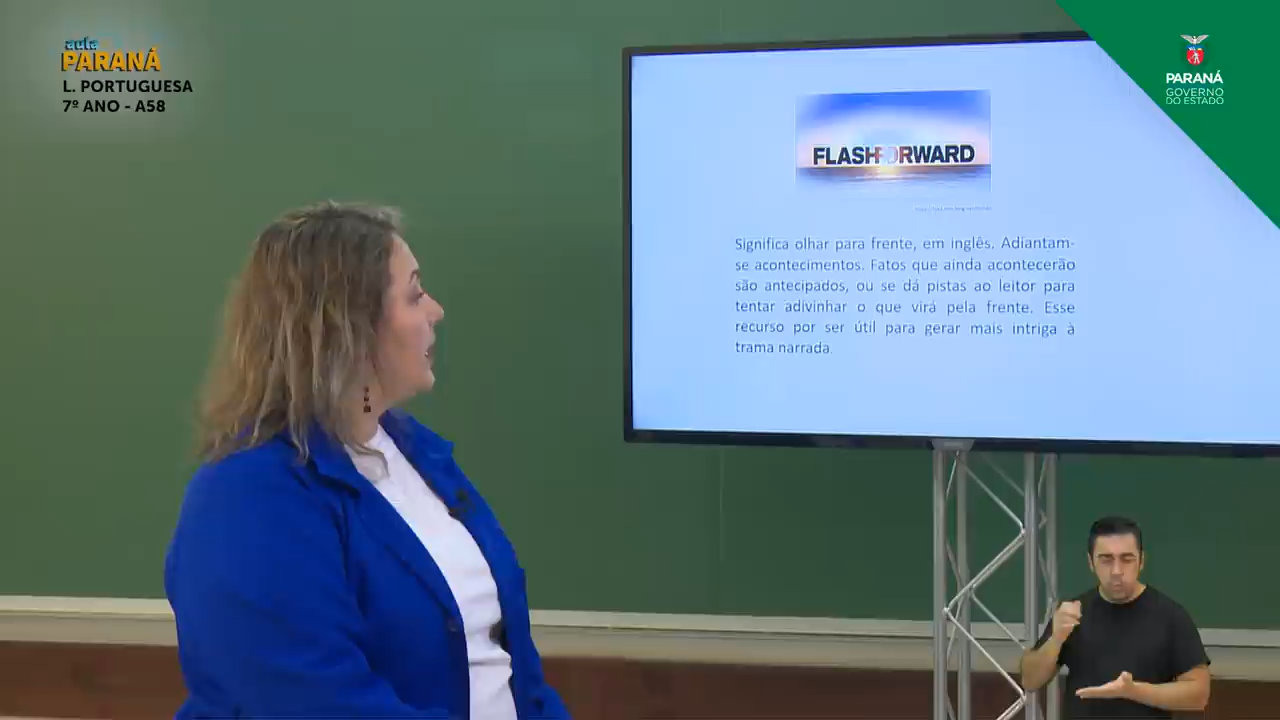 aula
PARANÁ
L. PORTUGUESA
7º ANO - A58
PARANÁ
GOVERNO
DO ESTADO
FLASHFORWARD
Significa olhar para frente, em inglês. Adiantam-
se acontecimentos. Fatos que ainda acontecerão
são antecipados, ou se dá pistas ao leitor para
tentar adivinhar o que virá pela frente. Esse
recurso por ser útil para gerar mais intriga à
trama narrada.